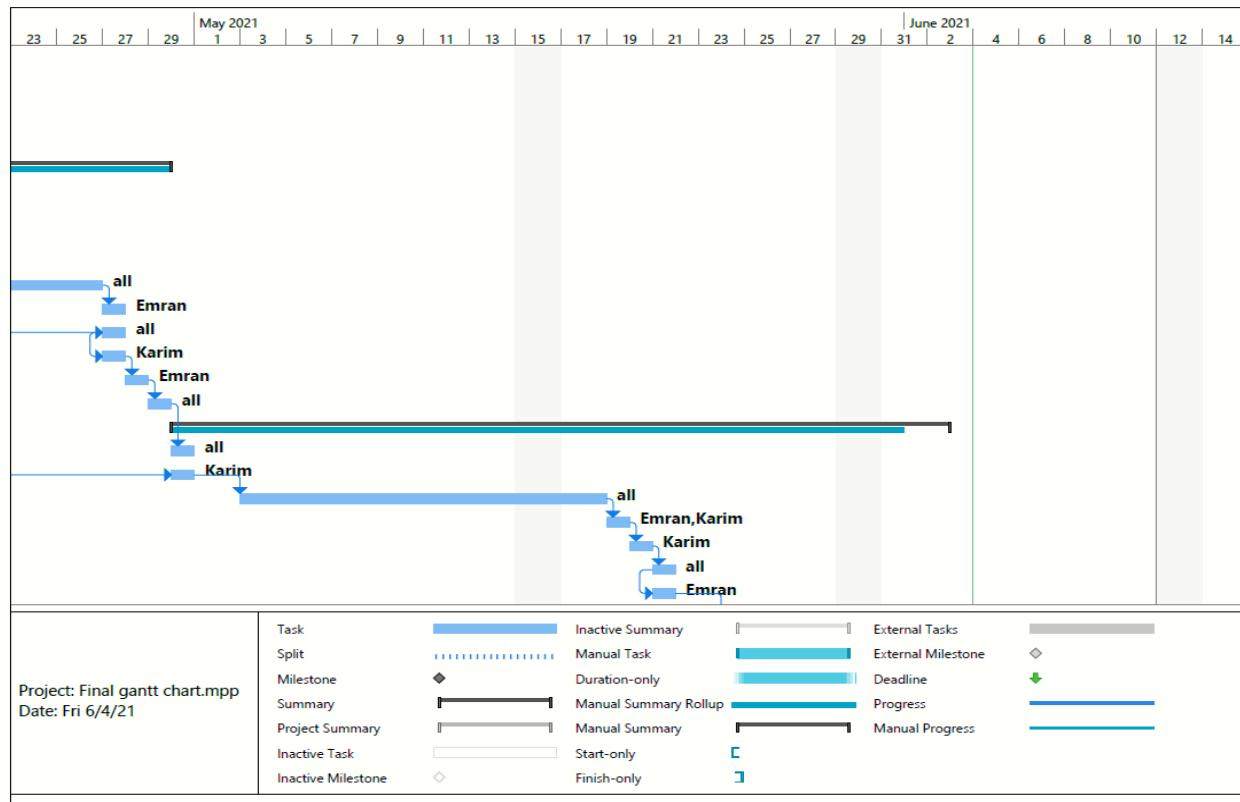 May 2021 June 2021
23 25 27 29 1 3 5 7 9 11 13 15 17 19 21 23 25 27 29 31 2 4 6 8 10 12 14
all
Emran
all
Karim
Emran
all
all
Karim
all
Emran,Karim
Karim
all
Emran
Project: Final gantt chart.mpp
Date: Fri 6/4/21
Task
Split
Milestone
Summary
Project Summary
Inactive Task
Inactive Milestone
Inactive Summary
Manual Task
Duration-only
Manual Summary Rollup
Manual Summary
Start-only
Finish-only
External Tasks
External Milestone
Deadline
Progress
Manual Progress